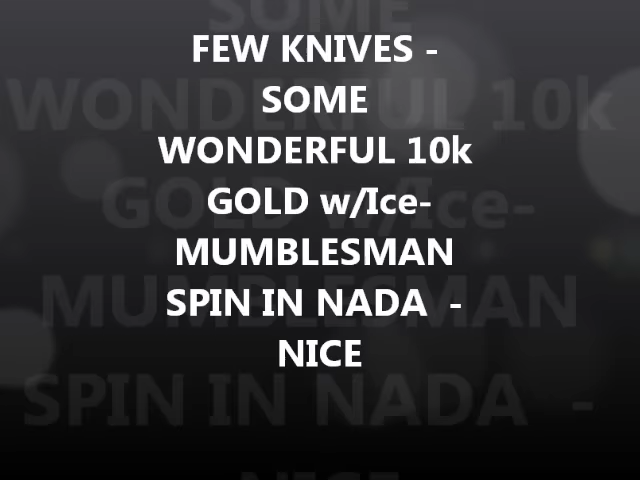 FEW KNIVES -
SOME
WONDERFUL 10k
GOLD w/Ice-
MUMBLESMAN
SPIN IN NADA  -
NICE